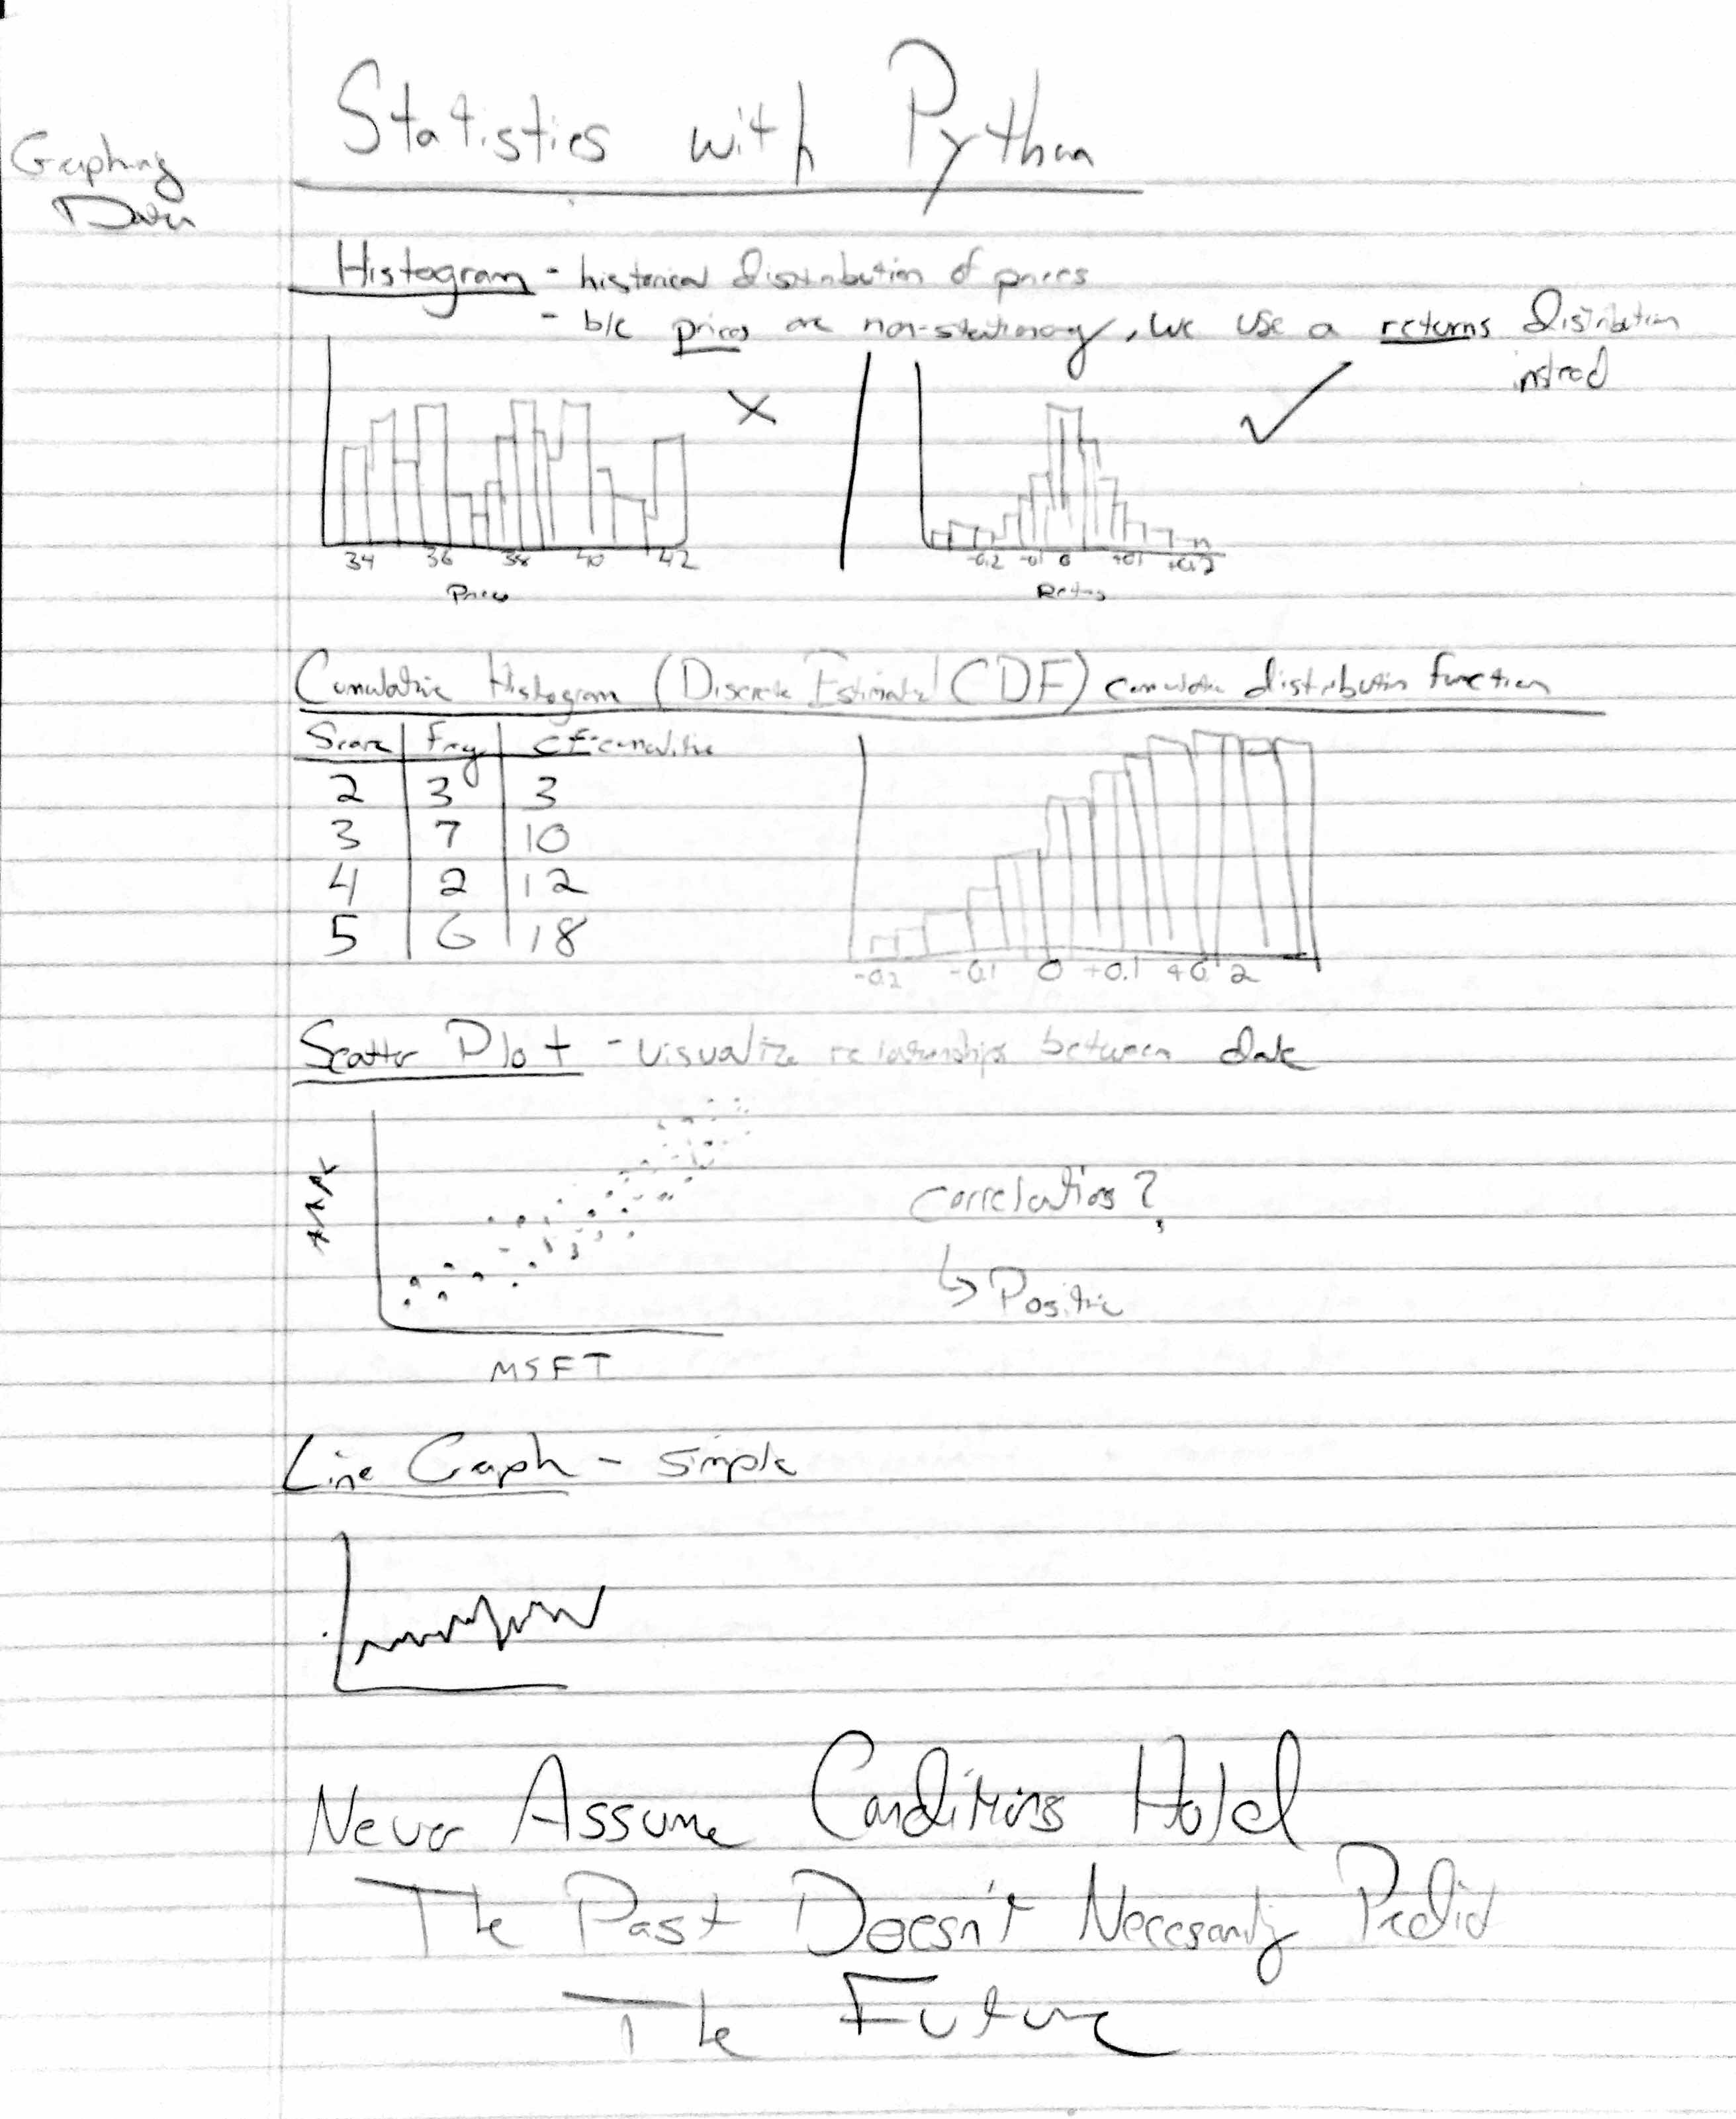 Statistics with Python
Graphing
Data
Histogram - historical distribution of prices
- b/c prices are non-stationary, we use a returns distribution
instead
X
34 36 38 40 42
Prices
-0.2 -0.1 0 +0.1 +0.2
Returns
Cumulative Histogram (Discrete Estimate CDF) cumulative distribution function
Score Freq CF-cumulative
2 3 3
3 7 10
4 2 12
5 6 18
-0.2 -0.1 0 +0.1 +0.2
Scatter Plot - visualize relationships between data
MSFT
Correlations?
↳ Positive
Line Graph - simple
Never Assume Conditions Hold
The Past Doesn't Necessarily Predict
The Future